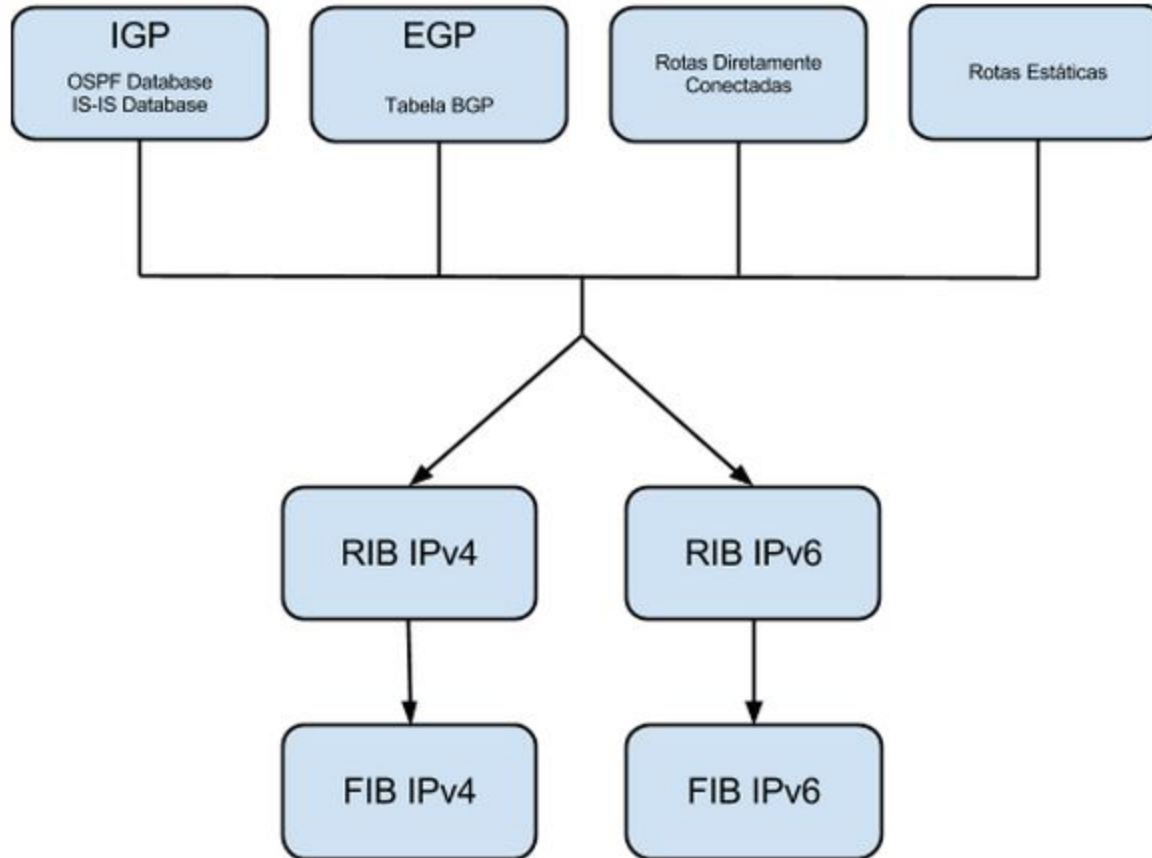 IGP
OSPF Database
IS-IS Database
EGP
Tabela BGP
Rotas Diretamente
Conectadas
Rotas Estáticas
RIB IPv4
RIB IPv6
FIB IPv4
FIB IPv6